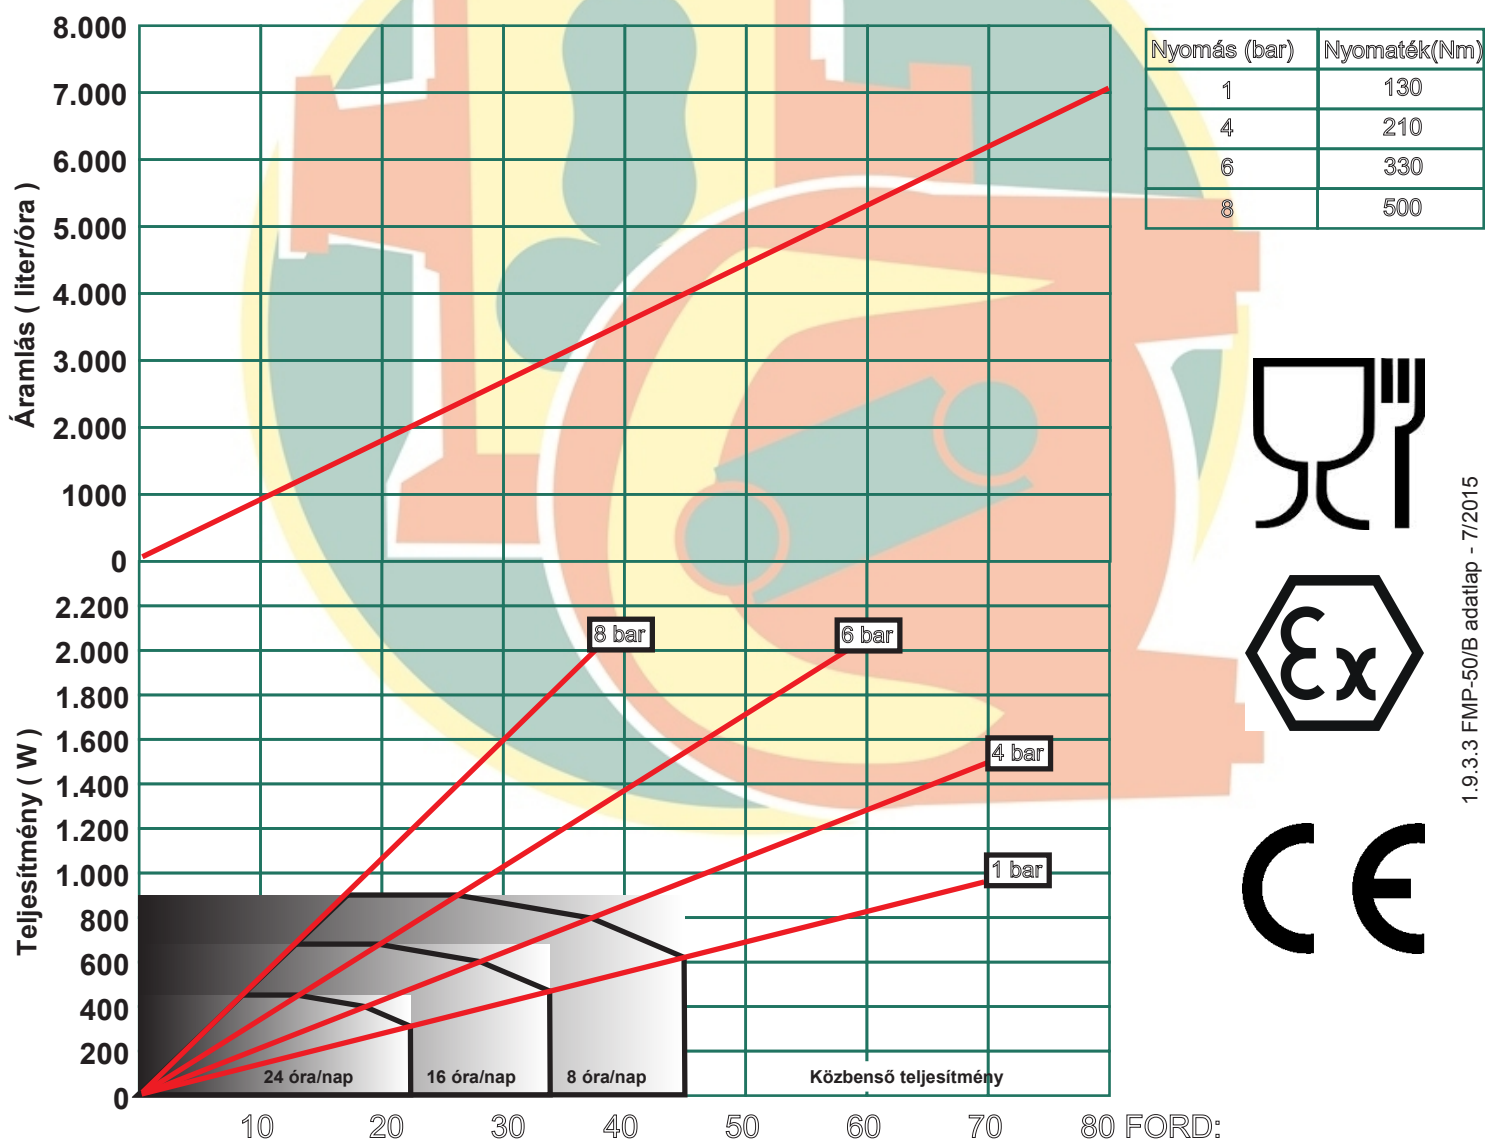 8.000
7.000
6.000
5.000
4.000
3.000
2.000
1000
0
Áramlás ( liter/óra )
Nyomás (bar) Nyomaték(Nm)
1 130
4 210
6 330
8 500
2.200
2.000
1.800
1.600
1.400
1.200
1.000
800
600
400
200
0
Teljesítmény ( W )
8 bar
6 bar
4 bar
1 bar
24 óra/nap
16 óra/nap
8 óra/nap
Közbenső teljesítmény
10 20 30 40 50 60 70 80 FORD:
Ex
CE
1.9.3.3 FMP-50/B adatlap - 7/2015